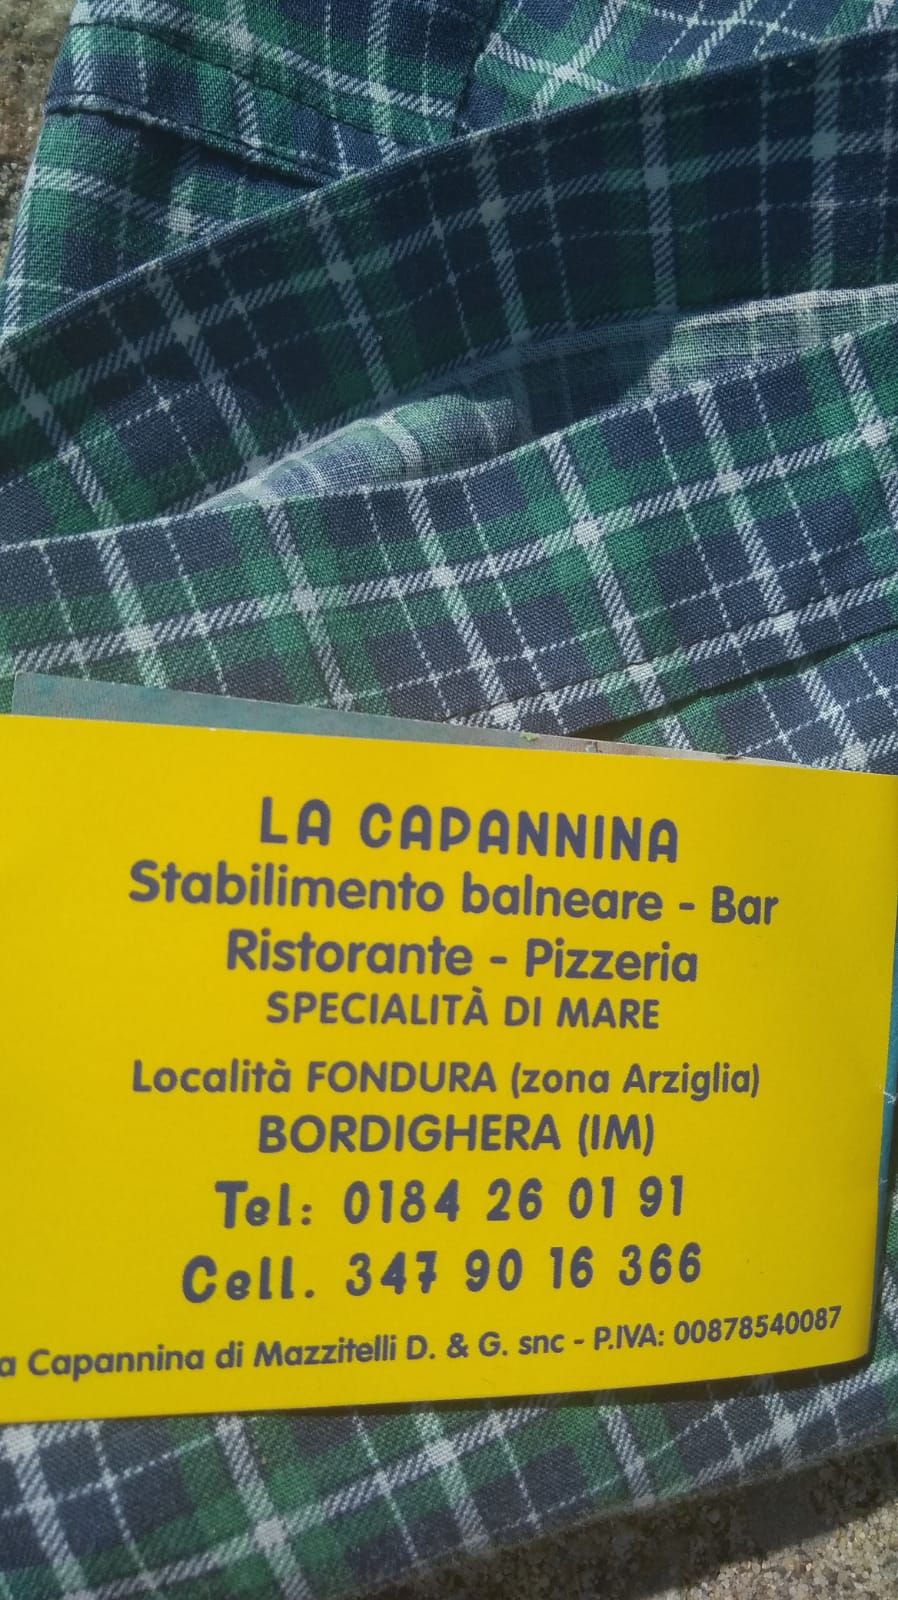 LA CAPANNINA
Stabilimento balneare - Bar
Ristorante - Pizzeria
SPECIALITÀ DI MARE
Località FONDURA (zona Arziglia)
BORDIGHERA (IM)
Tel: 0184 26 01 91
Cell. 347 90 16 366
a Capannina di Mazzitelli D. & G. snc - P.IVA: 00878540087